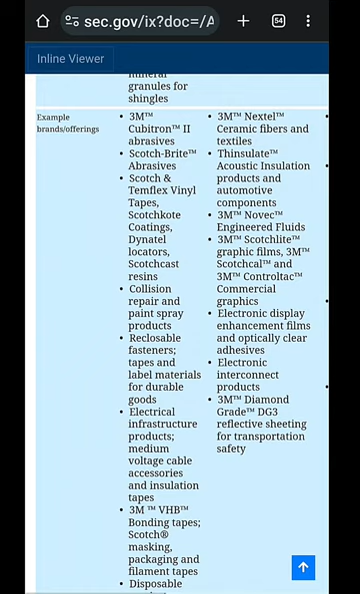 sec.gov/ix?doc=/A
54
Inline Viewer
mineral
granules for
shingles
Example
brands/offerings
• 3M™
Cubitron™ II
abrasives
• Scotch-Brite™
Abrasives
• Scotch &
Temflex Vinyl
Tapes,
Scotchkote
Coatings,
Dynatel
locators,
Scotchcast
resins
• Collision
repair and
paint spray
products
• Reclosable
fasteners;
tapes and
label materials
for durable
goods
• Electrical
infrastructure
products;
medium
voltage cable
accessories
and insulation
tapes
• 3M ™ VHB™
Bonding tapes;
Scotch®
masking,
packaging and
filament tapes
• Disposable
• 3M™ Nextel™
Ceramic fibers and
textiles
• Thinsulate™
Acoustic Insulation
products and
automotive
components
• 3M™ Novec™
Engineered Fluids
• 3M™ Scotchlite™
graphic films, 3M™
Scotchcal™ and
3M™ Controltac™
Commercial
graphics
• Electronic display
enhancement films
and optically clear
adhesives
• Electronic
interconnect
products
• 3M™ Diamond
Grade™ DG3
reflective sheeting
for transportation
safety